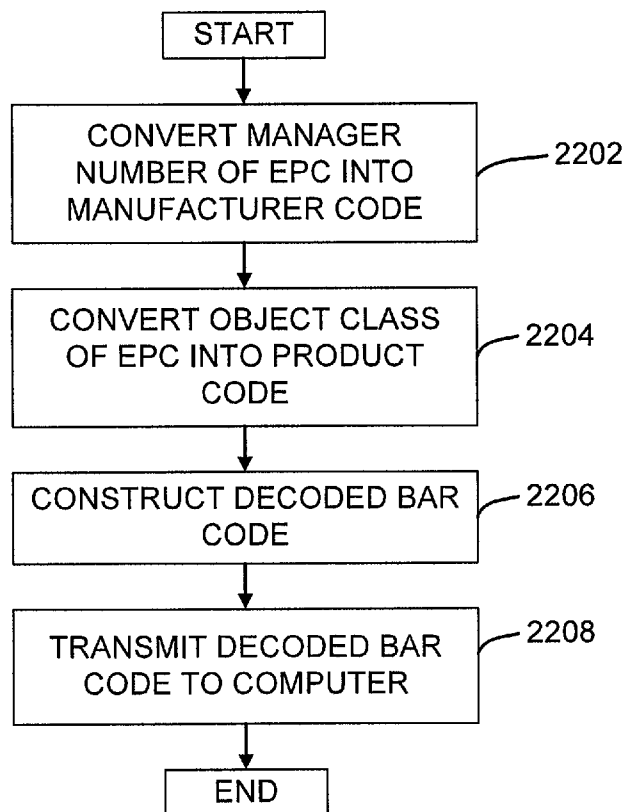 START
CONVERT MANAGER
NUMBER OF EPC INTO
MANUFACTURER CODE
2202
CONVERT OBJECT CLASS
OF EPC INTO PRODUCT
CODE
2204
CONSTRUCT DECODED BAR
CODE
2206
TRANSMIT DECODED BAR
CODE TO COMPUTER
2208
END